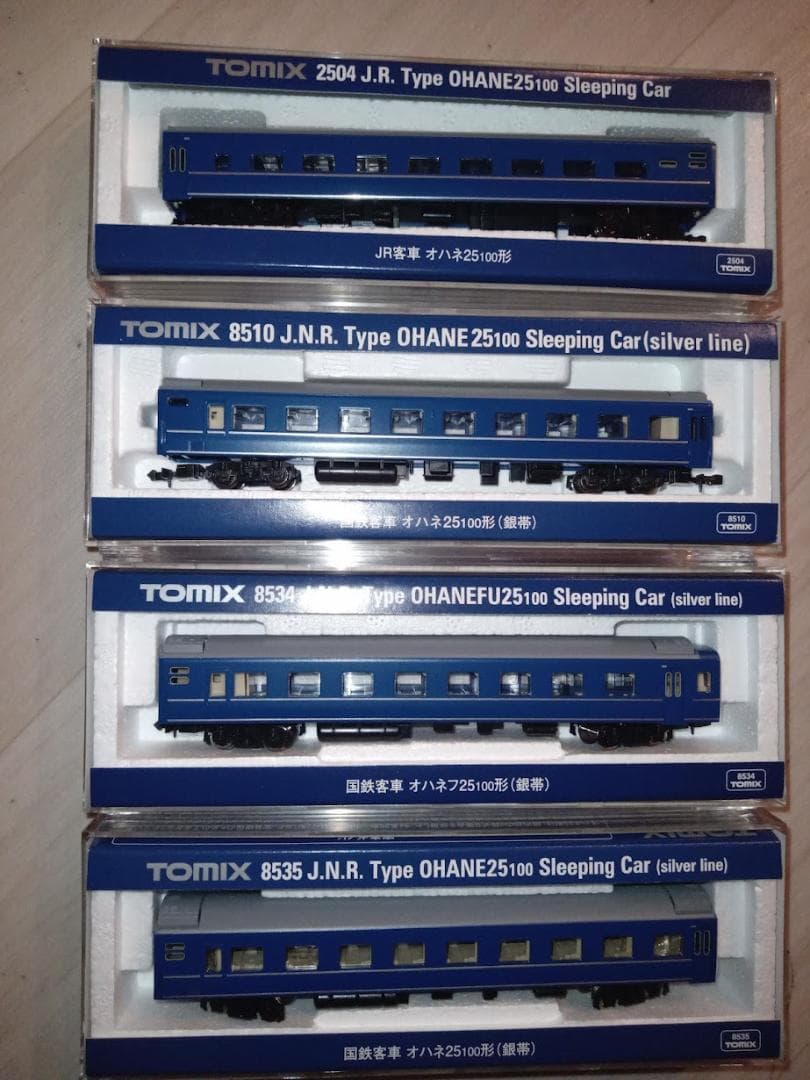 TOMIX 2504 J.R. Type OHANE25100 Sleeping Car
JR客車 オハネ25100形
2504
TOMIX
TOMIX 8510 J.N.R. Type OHANE25100 Sleeping Car(silver line)
国鉄客車 オハネ25100形(銀帯)
8510
TOMIX
TOMIX 8534 J.N.R. Type OHANEFU25100 Sleeping Car (silver line)
国鉄客車 オハネフ25100形(銀帯)
8534
TOMIX
TOMIX
TOMIX 8535 J.N.R. Type OHANE25100 Sleeping Car (silver line)
国鉄客車 オハネ25100形(銀帯)
8535
TOMIX